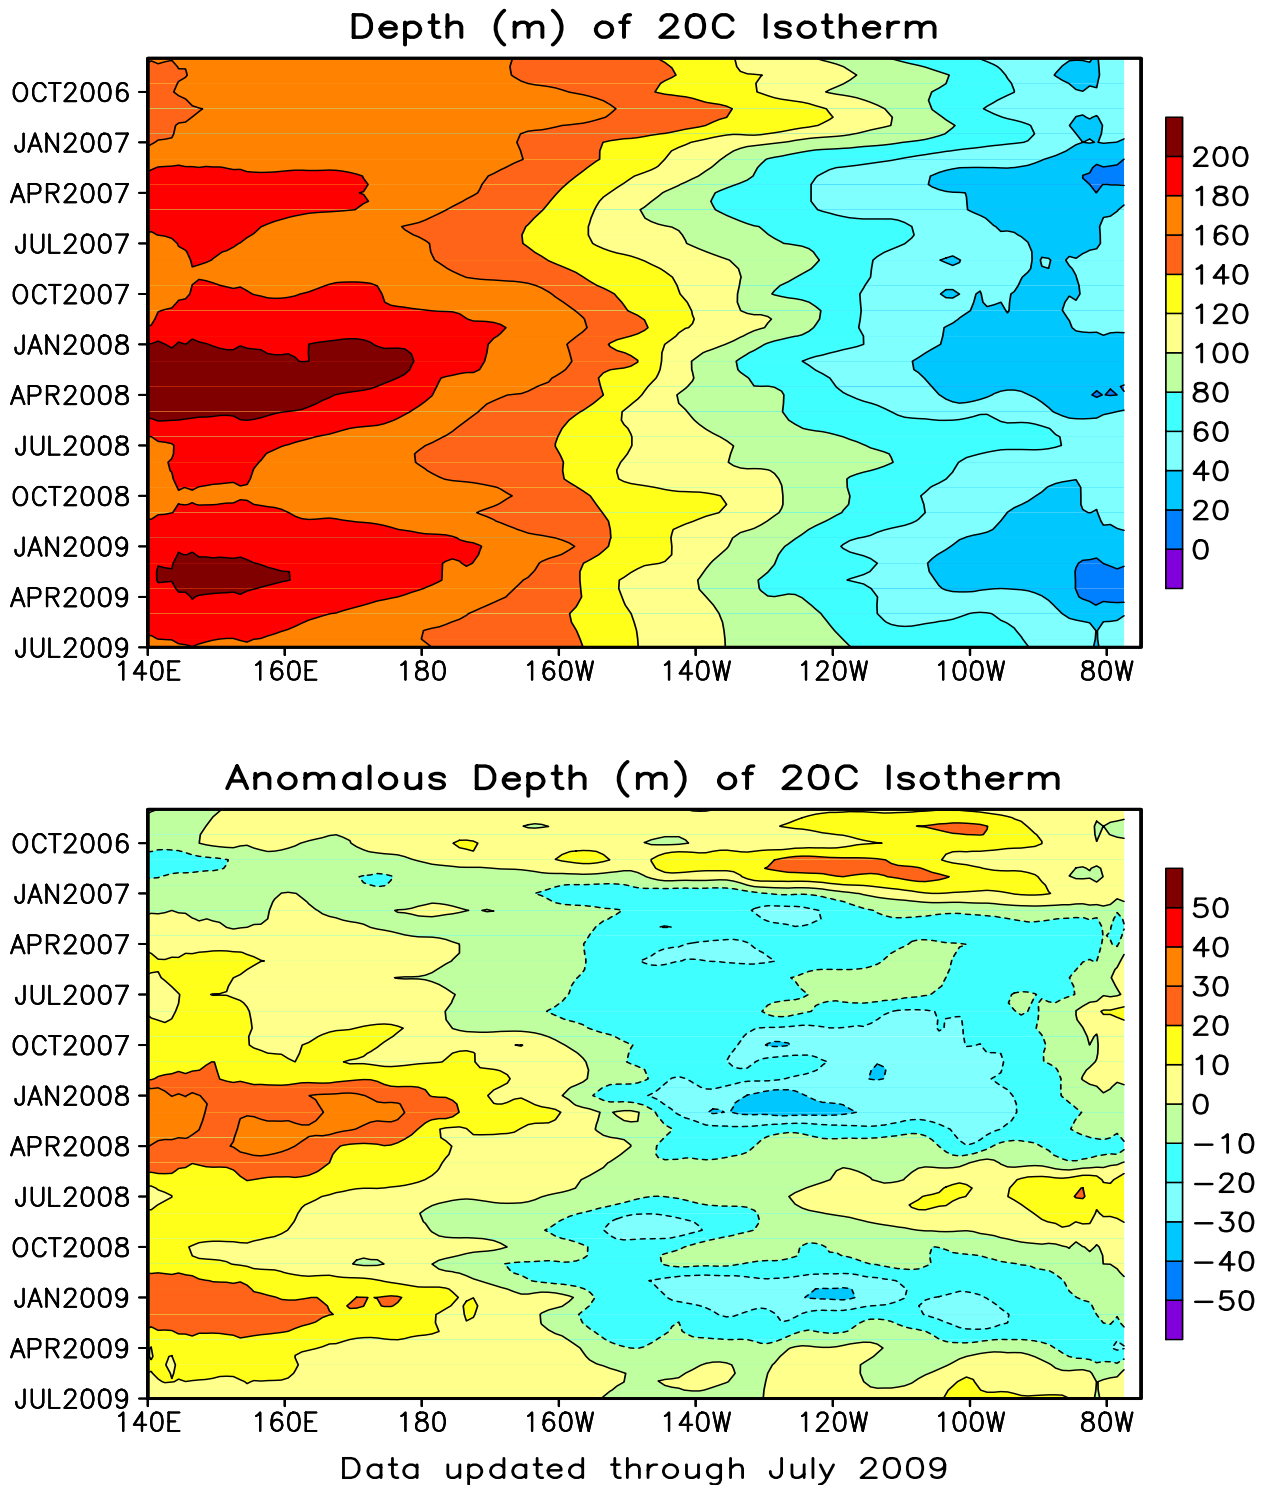 Depth (m) of 20C Isotherm
OCT2006
JAN2007
APR2007
JUL2007
OCT2007
JAN2008
APR2008
JUL2008
OCT2008
JAN2009
APR2009
JUL2009
140E 160E 180 160W 140W 120W 100W 80W
200
180
160
140
120
100
80
60
40
20
0
Anomalous Depth (m) of 20C Isotherm
OCT2006
JAN2007
APR2007
JUL2007
OCT2007
JAN2008
APR2008
JUL2008
OCT2008
JAN2009
APR2009
JUL2009
140E 160E 180 160W 140W 120W 100W 80W
50
40
30
20
10
0
−10
−20
−30
−40
−50
Data updated through July 2009